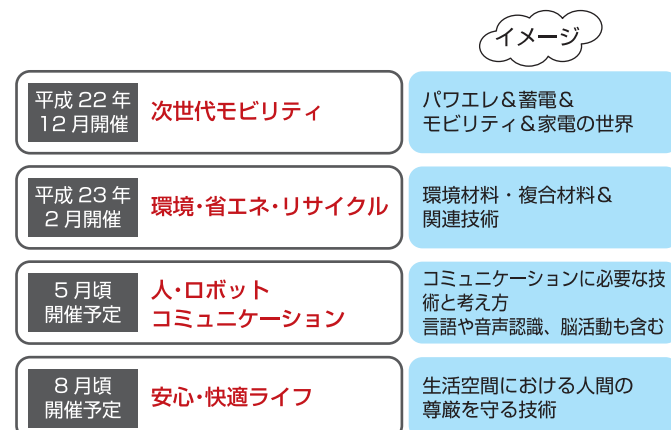 イメージ
平成 22 年
12 月開催
次世代モビリティ
パワエレ＆蓄電＆
モビリティ＆家電の世界
平成 23 年
2 月開催
環境・省エネ・リサイクル
環境材料・複合材料＆
関連技術
5 月頃
開催予定
人・ロボット
コミュニケーション
コミュニケーションに必要な技
術と考え方
言語や音声認識、脳活動も含む
8 月頃
開催予定
安心・快適ライフ
生活空間における人間の
尊厳を守る技術